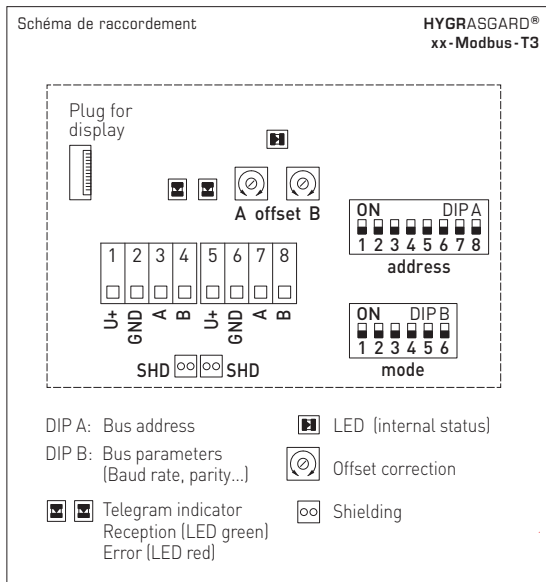 Schéma de raccordement
HYGRASGARD®
xx-Modbus-T3
Plug for
display
A offset B
ON DIP A
1 2 3 4 5 6 7 8
address
1 2 3 4 5 6 7 8
U+ GND A B U+ GND A B
ON DIP B
1 2 3 4 5 6
mode
SHD SHD
DIP A: Bus address
DIP B: Bus parameters
(Baud rate, parity...)
Telegram indicator
Reception (LED green)
Error (LED red)
LED (internal status)
Offset correction
Shielding